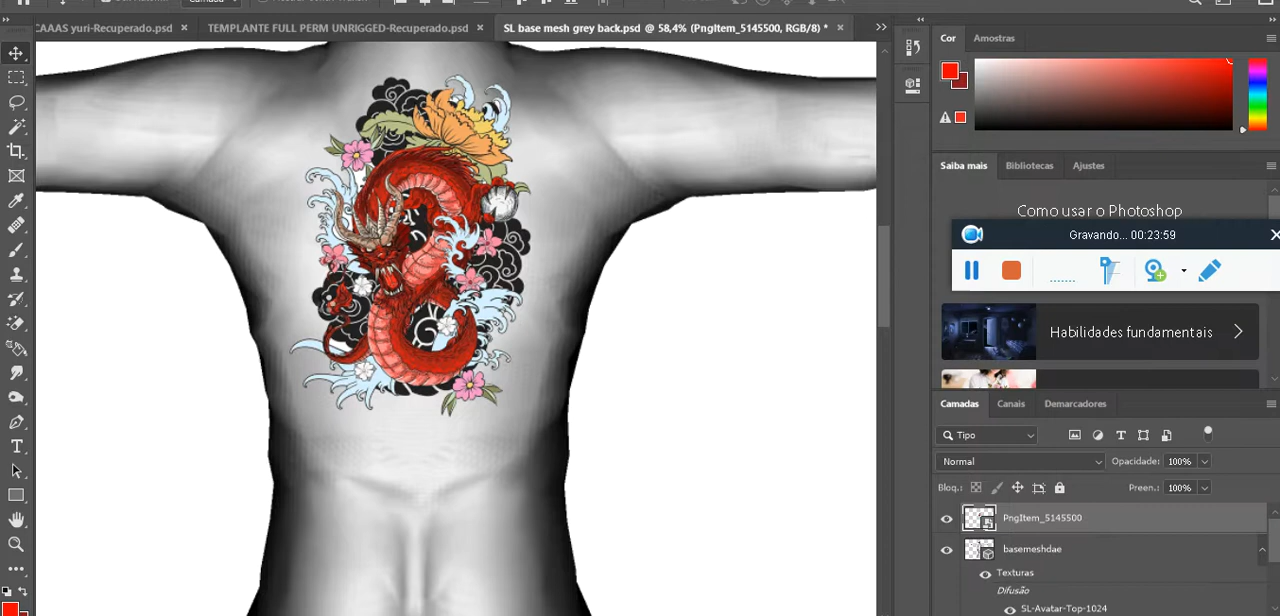 CAAAS yuri-Recuperado.psd
TEMPLANTE FULL PERM UNRIGGED-Recuperado.psd
SL base mesh grey back.psd @ 58,4% (PngItem_5145500, RGB/8) *
Cor
Amostras
Saiba mais
Bibliotecas
Ajustes
Como usar o Photoshop
Gravando... 00:23:59
Habilidades fundamentais
Camadas
Canais
Demarcadores
Tipo
Normal
Opacidade: 100%
Bloq.:
Preen.: 100%
PngItem_5145500
basemeshdae
Texturas
Difusão
SL-Avatar-Top-1024